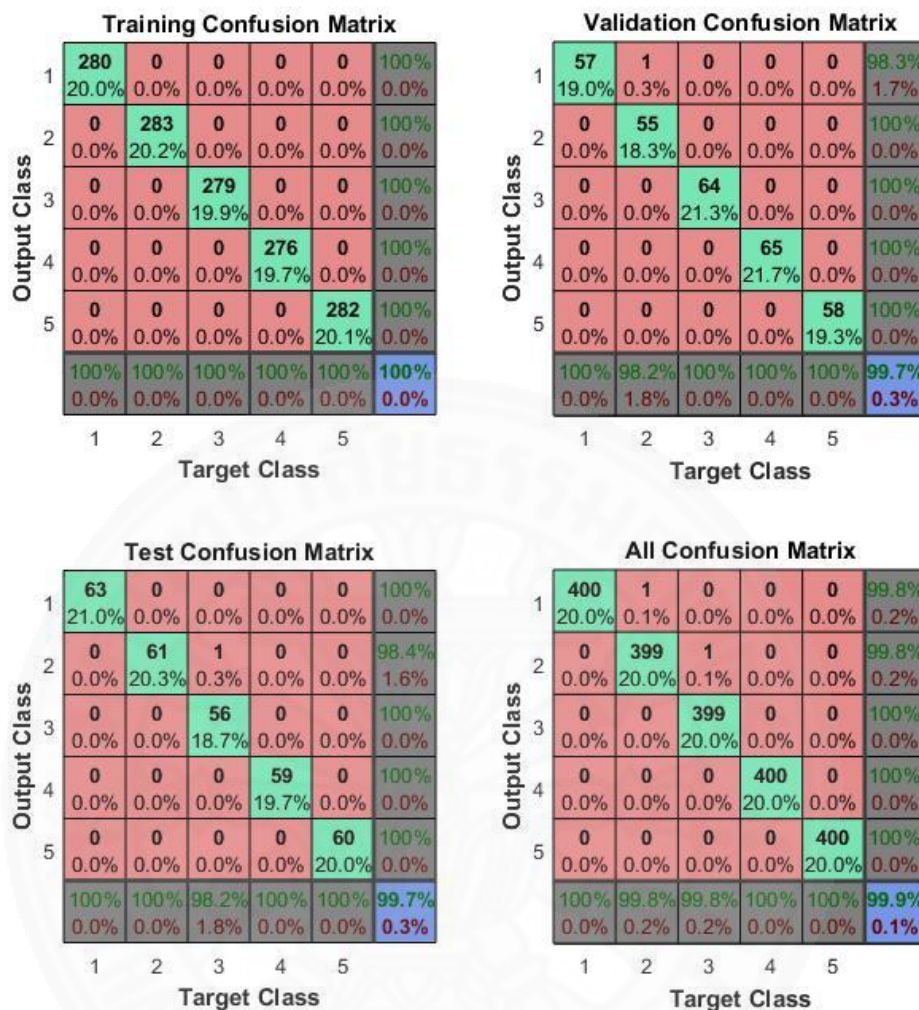 Training Confusion Matrix
Output Class
1 280 0 0 0 0 100%
20.0% 0.0% 0.0% 0.0% 0.0% 0.0%
2 0 283 0 0 0 100%
0.0% 20.2% 0.0% 0.0% 0.0% 0.0%
3 0 0 279 0 0 100%
0.0% 0.0% 19.9% 0.0% 0.0% 0.0%
4 0 0 0 276 0 100%
0.0% 0.0% 0.0% 19.7% 0.0% 0.0%
5 0 0 0 0 282 100%
0.0% 0.0% 0.0% 0.0% 20.1% 0.0%
100% 100% 100% 100% 100% 100%
0.0% 0.0% 0.0% 0.0% 0.0% 0.0%
1 2 3 4 5
Target Class
Validation Confusion Matrix
Output Class
1 57 1 0 0 0 98.3%
19.0% 0.3% 0.0% 0.0% 0.0% 1.7%
2 0 55 0 0 0 100%
0.0% 18.3% 0.0% 0.0% 0.0% 0.0%
3 0 0 64 0 0 100%
0.0% 0.0% 21.3% 0.0% 0.0% 0.0%
4 0 0 0 65 0 100%
0.0% 0.0% 0.0% 21.7% 0.0% 0.0%
5 0 0 0 0 58 100%
0.0% 0.0% 0.0% 0.0% 19.3% 0.0%
100% 98.2% 100% 100% 100% 99.7%
0.0% 1.8% 0.0% 0.0% 0.0% 0.3%
1 2 3 4 5
Target Class
Test Confusion Matrix
Output Class
1 63 0 0 0 0 100%
21.0% 0.0% 0.0% 0.0% 0.0% 0.0%
2 0 61 1 0 0 98.4%
0.0% 20.3% 0.3% 0.0% 0.0% 1.6%
3 0 0 56 0 0 100%
0.0% 0.0% 18.7% 0.0% 0.0% 0.0%
4 0 0 0 59 0 100%
0.0% 0.0% 0.0% 19.7% 0.0% 0.0%
5 0 0 0 0 60 100%
0.0% 0.0% 0.0% 0.0% 20.0% 0.0%
100% 100% 98.2% 100% 100% 99.7%
0.0% 0.0% 1.8% 0.0% 0.0% 0.3%
1 2 3 4 5
Target Class
All Confusion Matrix
Output Class
1 400 1 0 0 0 99.8%
20.0% 0.1% 0.0% 0.0% 0.0% 0.2%
2 0 399 1 0 0 99.8%
0.0% 20.0% 0.1% 0.0% 0.0% 0.2%
3 0 0 399 0 0 100%
0.0% 0.0% 20.0% 0.0% 0.0% 0.0%
4 0 0 0 400 0 100%
0.0% 0.0% 0.0% 20.0% 0.0% 0.0%
5 0 0 0 0 400 100%
0.0% 0.0% 0.0% 0.0% 20.0% 0.0%
100% 99.8% 99.8% 100% 100% 99.9%
0.0% 0.2% 0.2% 0.0% 0.0% 0.1%
1 2 3 4 5
Target Class